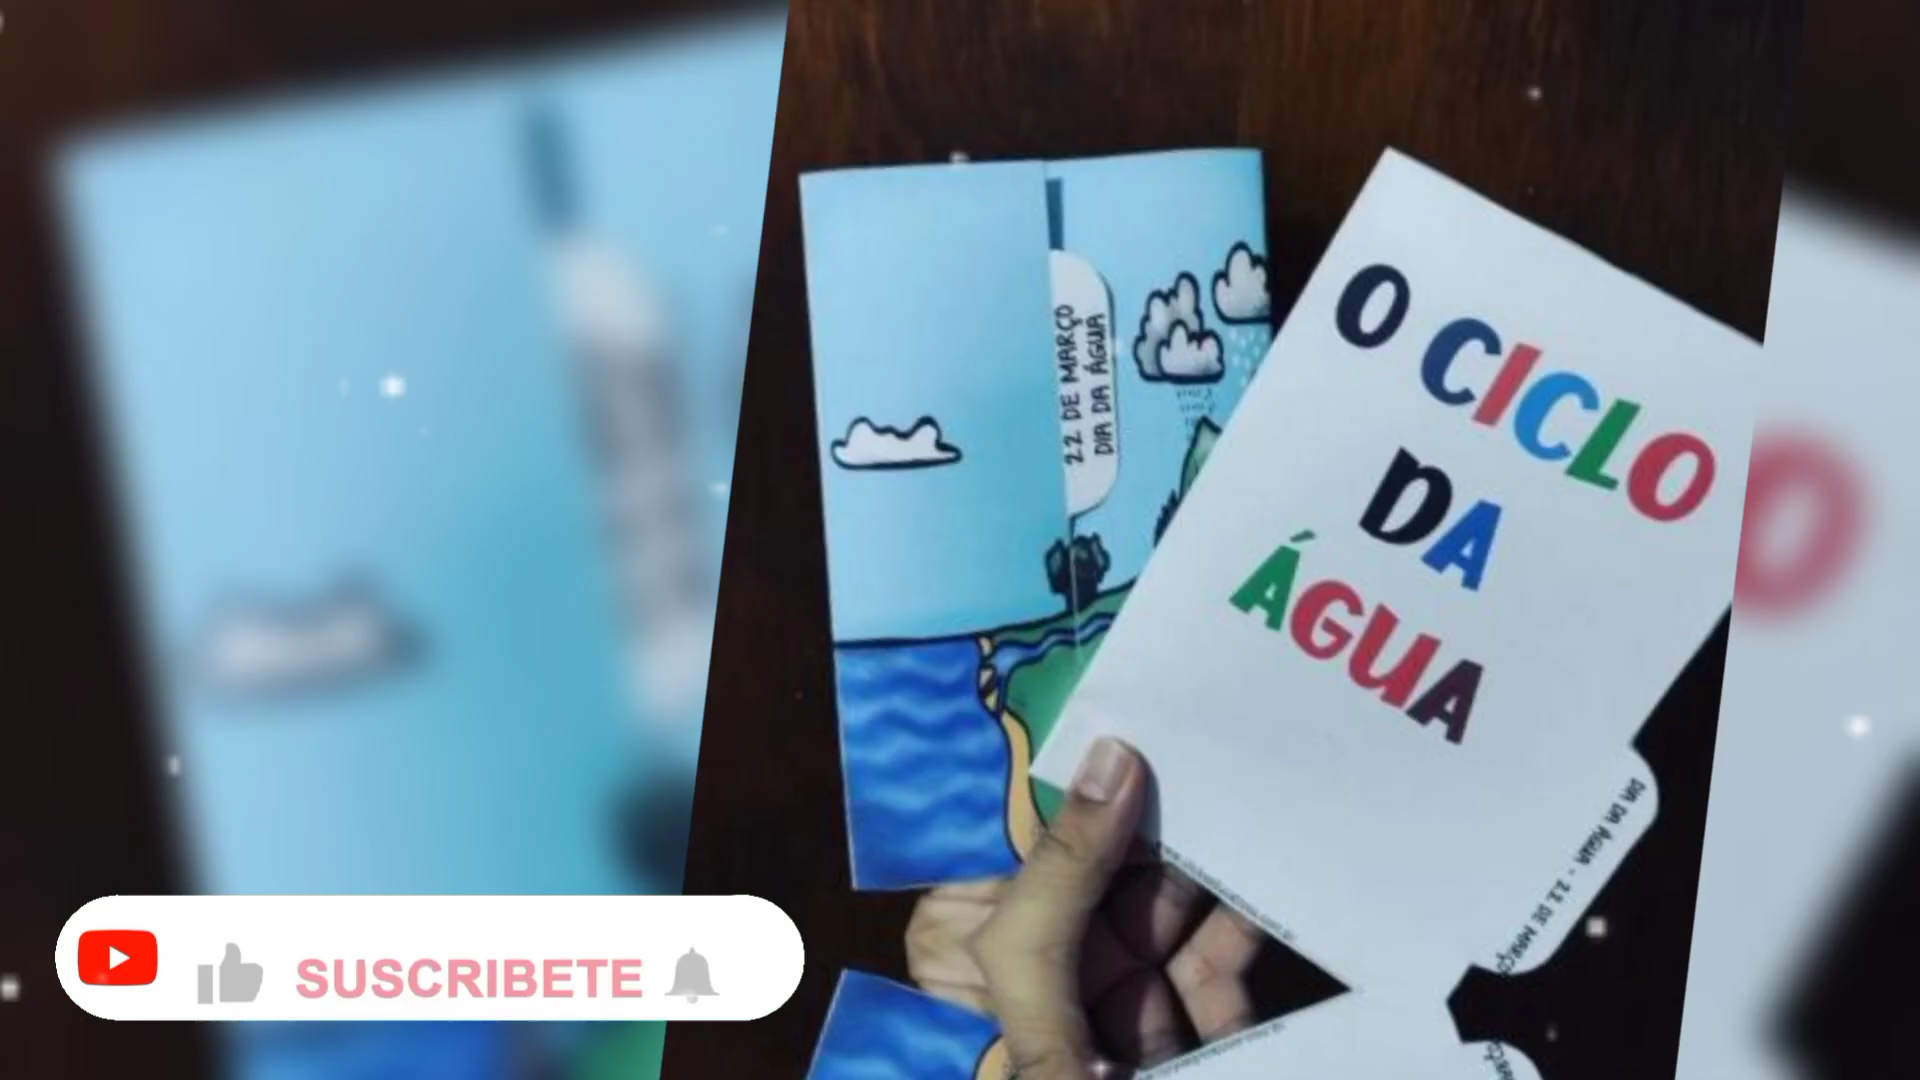 22 DE MARÇO
DIA DA ÁGUA
O CICLO
DA
ÁGUA
DIA DA ÁGUA - 22 DE MARÇO
SUSCRIBETE